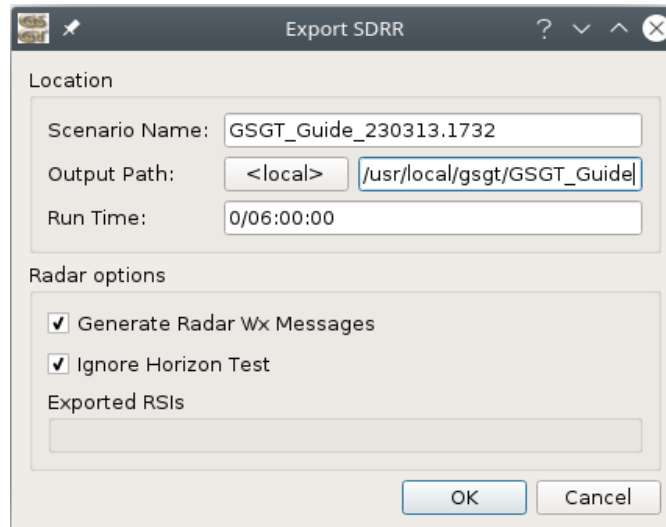 Export SDRR
Location
Scenario Name: GSGT_Guide_230313.1732
Output Path: <local> /usr/local/gsgt/GSGT_Guide
Run Time: 0/06:00:00
Radar options
Generate Radar Wx Messages
Ignore Horizon Test
Exported RSIs
OK Cancel